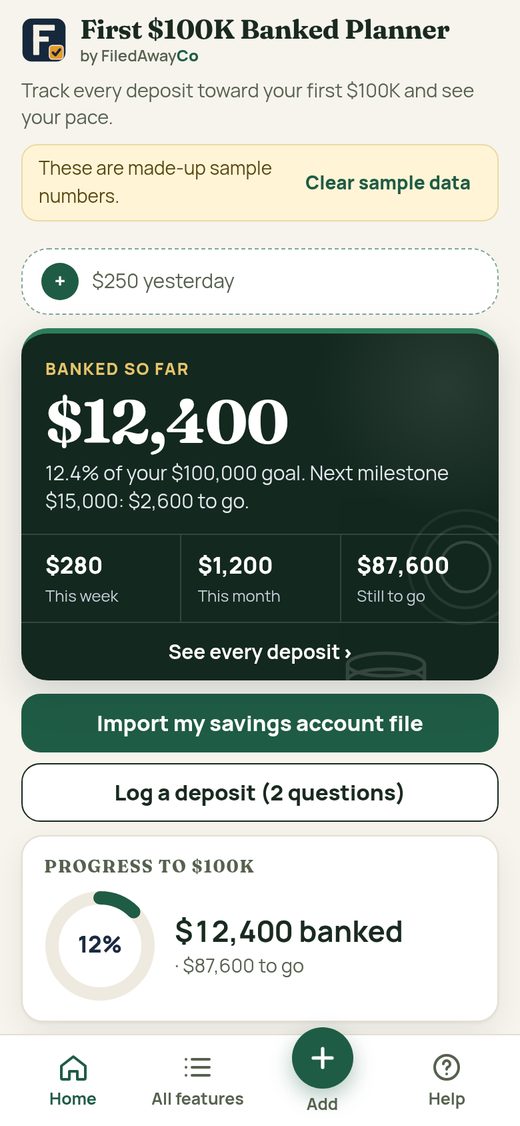 F
First $100K Banked Planner
by FiledAwayCo
Track every deposit toward your first $100K and see
your pace.
These are made-up sample
numbers.
Clear sample data
+
$250 yesterday
BANKED SO FAR
$12,400
12.4% of your $100,000 goal. Next milestone
$15,000: $2,600 to go.
$280
This week
$1,200
This month
$87,600
Still to go
See every deposit ›
Import my savings account file
Log a deposit (2 questions)
PROGRESS TO $100K
12%
$12,400 banked
· $87,600 to go
Home
All features
+
Add
?
Help